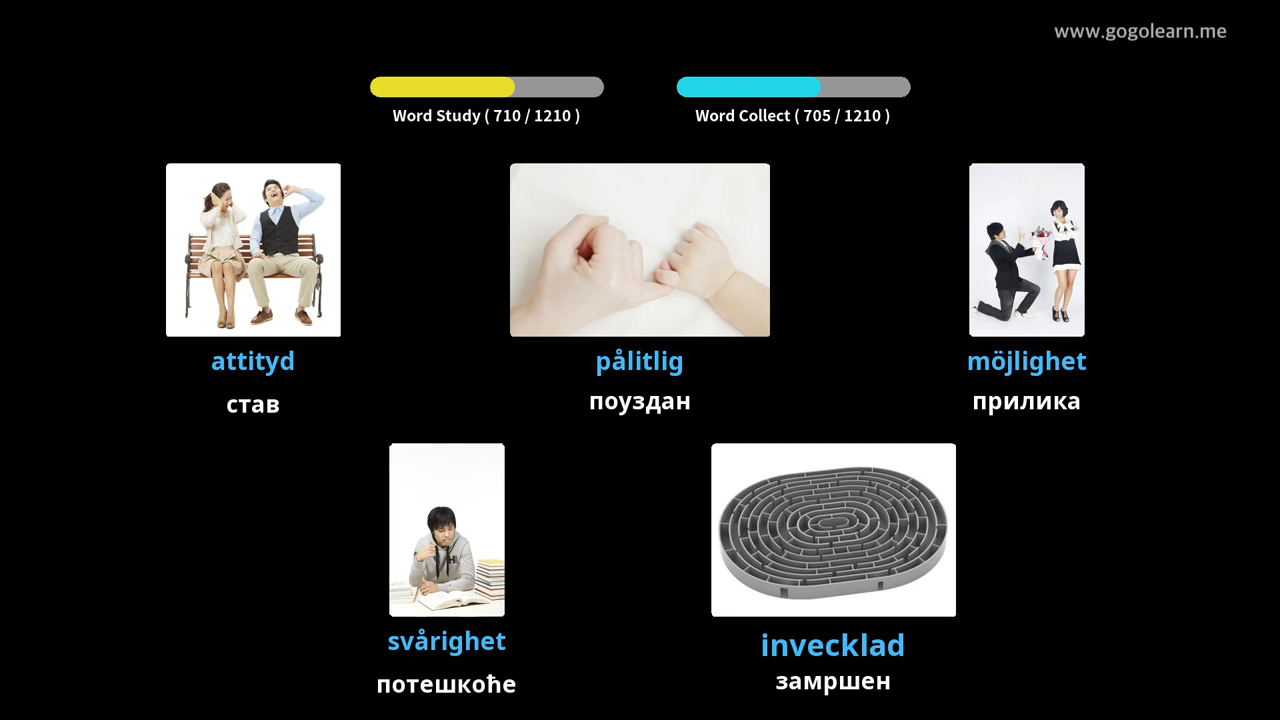 www.gogolearn.me
Word Study ( 710 / 1210 )
Word Collect ( 705 / 1210 )
attityd
pålitlig
möjlighet
став
поуздан
прилика
svårighet
invecklad
потешкоће
замршен